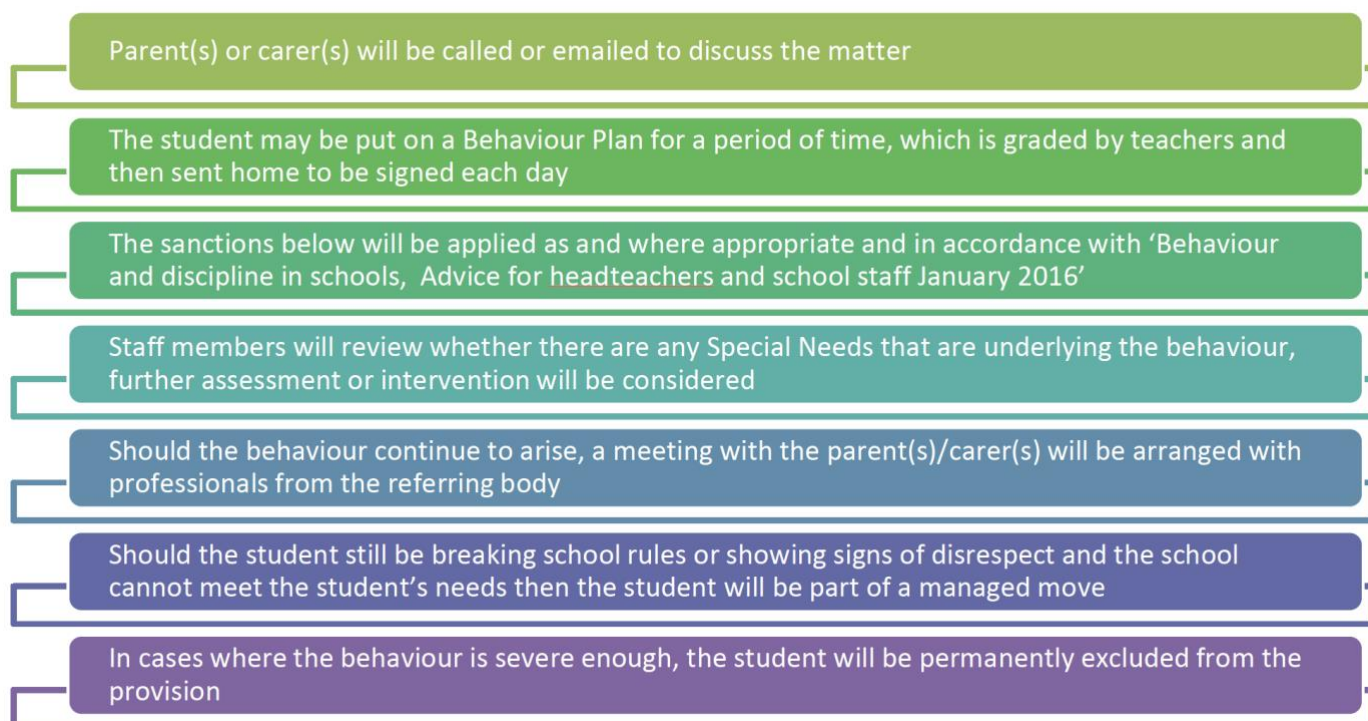 Parent(s) or carer(s) will be called or emailed to discuss the matter
The student may be put on a Behaviour Plan for a period of time, which is graded by teachers and
then sent home to be signed each day
The sanctions below will be applied as and where appropriate and in accordance with ‘Behaviour
and discipline in schools,  Advice for headteachers and school staff January 2016’
Staff members will review whether there are any Special Needs that are underlying the behaviour,
further assessment or intervention will be considered
Should the behaviour continue to arise, a meeting with the parent(s)/carer(s) will be arranged with
professionals from the referring body
Should the student still be breaking school rules or showing signs of disrespect and the school
cannot meet the student’s needs then the student will be part of a managed move
In cases where the behaviour is severe enough, the student will be permanently excluded from the
provision